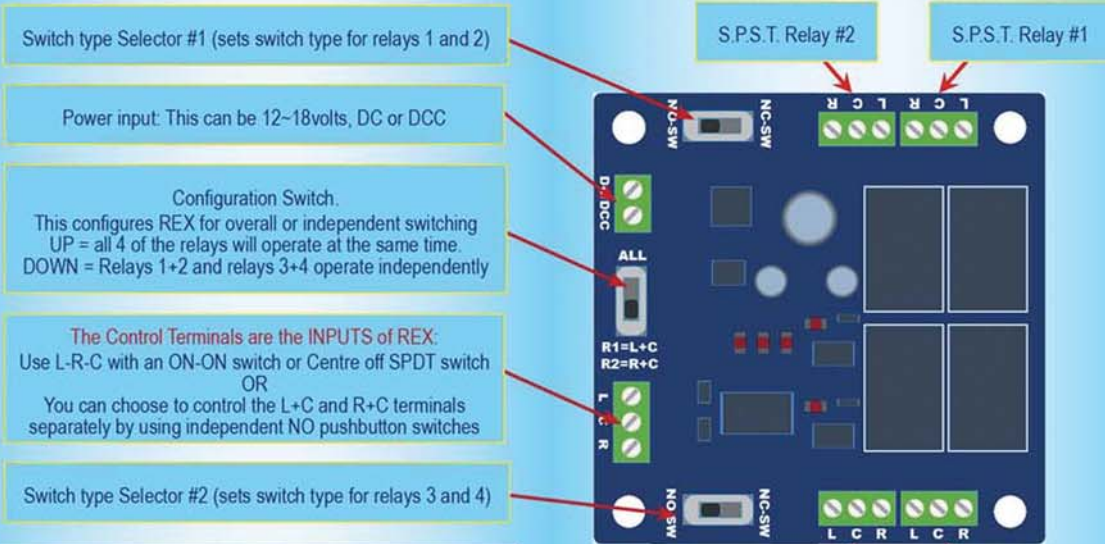 Switch type Selector #1 (sets switch type for relays 1 and 2)
S.P.S.T. Relay #2
S.P.S.T. Relay #1
Power input: This can be 12~18volts, DC or DCC
Configuration Switch.
This configures REX for overall or independent switching
UP = all 4 of the relays will operate at the same time.
DOWN = Relays 1+2 and relays 3+4 operate independently
The Control Terminals are the INPUTS of REX:
Use L-R-C with an ON-ON switch or Centre off SPDT switch
OR
You can choose to control the L+C and R+C terminals
separately by using independent NO pushbutton switches
Switch type Selector #2 (sets switch type for relays 3 and 4)
NO-SW
NC-SW
R C L
R C L
DCC
ALL
R1=L+C
R2=R+C
L
C
R
NO-SW
NC-SW
L C R
L C R